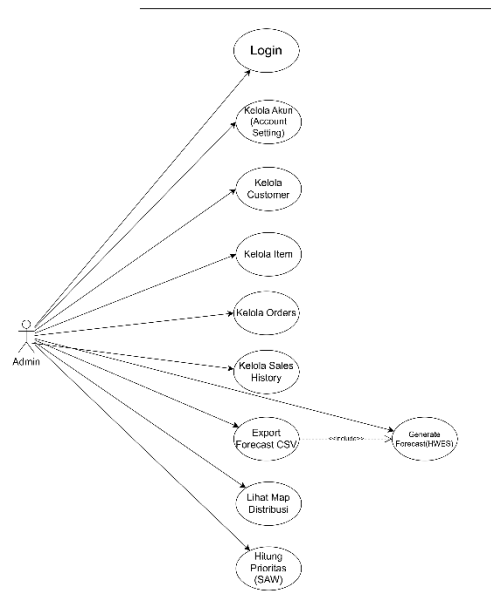 Login
Kelola Akun
(Account
Setting)
Kelola
Customer
Kelola Item
Kelola Orders
Admin
Kelola Sales
History
Export
Forecast CSV
<<include>>
Generate
Forecast(HWES)
Lihat Map
Distribusi
Hitung
Prioritas
(SAW)